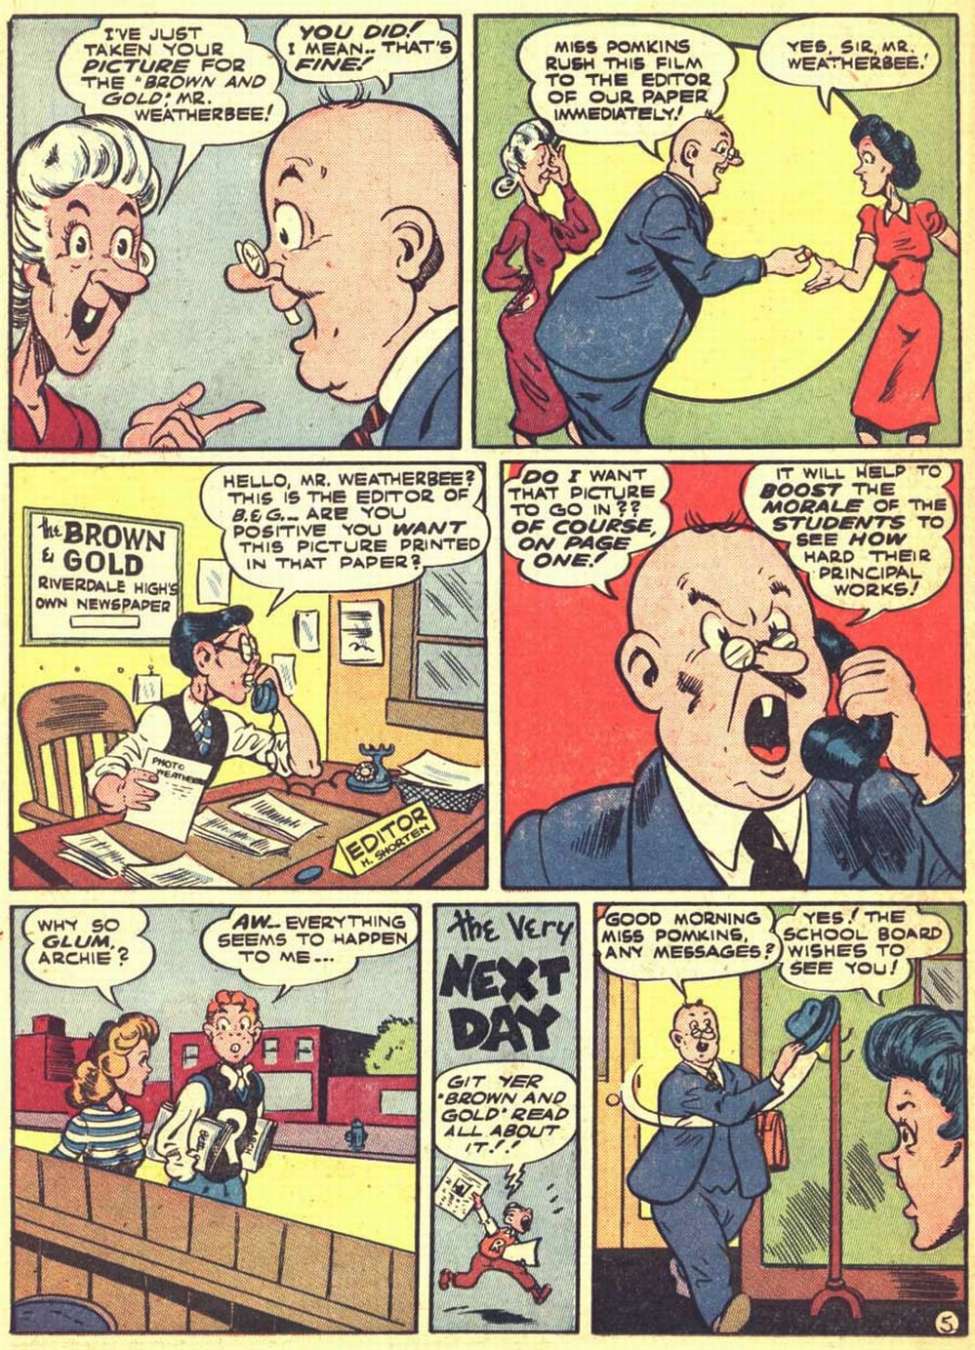 I'VE JUST
TAKEN YOUR
PICTURE FOR
THE "BROWN AND
GOLD", MR.
WEATHERBEE!
YOU DID!
I MEAN.. THAT'S
FINE!
MISS POMKINS
RUSH THIS FILM
TO THE EDITOR
OF OUR PAPER
IMMEDIATELY!
YES, SIR, MR.
WEATHERBEE!
HELLO, MR. WEATHERBEE?
THIS IS THE EDITOR OF
B.&G... ARE YOU
POSITIVE YOU WANT
THIS PICTURE PRINTED
IN THAT PAPER?
the BROWN
& GOLD
RIVERDALE HIGH'S
OWN NEWSPAPER
PHOTO
WEATHERB
EDITOR
H. SHORTEN
DO I WANT
THAT PICTURE
TO GO IN??
OF COURSE,
ON PAGE
ONE!
IT WILL HELP TO
BOOST THE
MORALE OF THE
STUDENTS TO
SEE HOW
HARD THEIR
PRINCIPAL
WORKS!
WHY SO
GLUM,
ARCHIE?
AW... EVERYTHING
SEEMS TO HAPPEN
TO ME...
R
the Very
NEXT
DAY
GIT YER
"BROWN AND
GOLD" READ
ALL ABOUT
IT!!
R
GOOD MORNING
MISS POMKINS,
ANY MESSAGES?
YES! THE
SCHOOL BOARD
WISHES TO
SEE YOU!
5